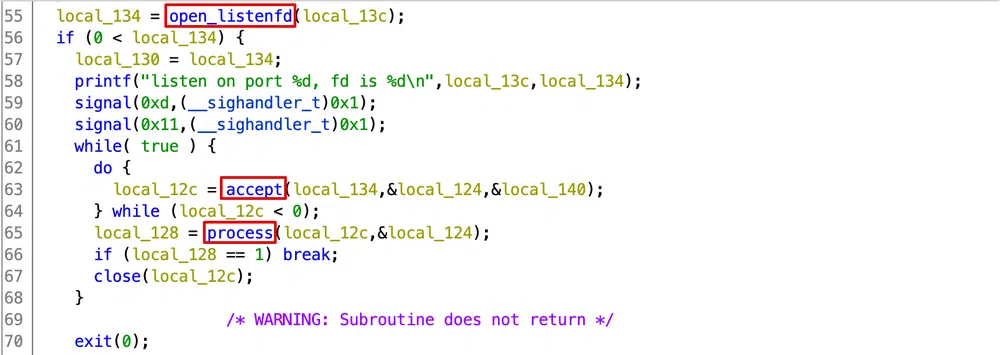 55 local_134 = open_listenfd(local_13c);
56 if (0 < local_134) {
57 local_130 = local_134;
58 printf("listen on port %d, fd is %d\n",local_13c,local_134);
59 signal(0xd,(__sighandler_t)0x1);
60 signal(0x11,(__sighandler_t)0x1);
61 while( true ) {
62 do {
63 local_12c = accept(local_134,&local_124,&local_140);
64 } while (local_12c < 0);
65 local_128 = process(local_12c,&local_124);
66 if (local_128 == 1) break;
67 close(local_12c);
68 }
69 /* WARNING: Subroutine does not return */
70 exit(0);